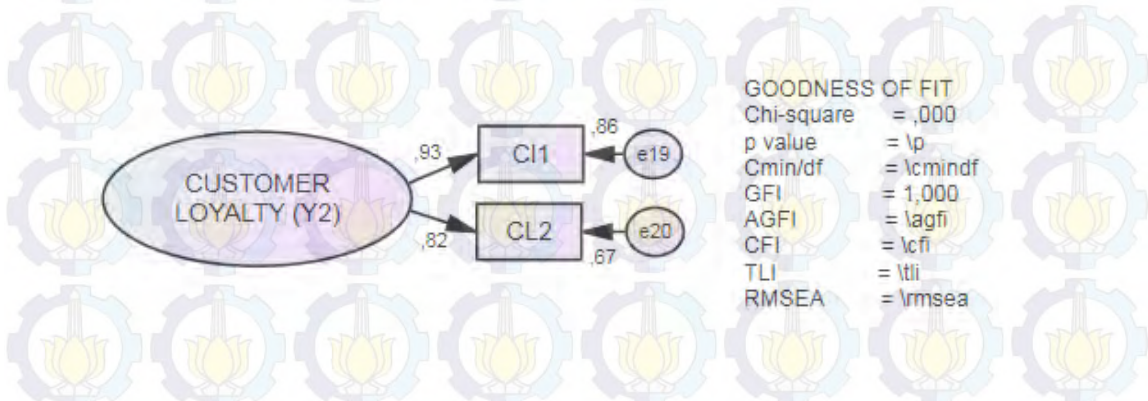 CUSTOMER
LOYALTY (Y2)
,93
,82
CI1
CL2
,86
,67
e19
e20
GOODNESS OF FIT
Chi-square = ,000
p value = \p
Cmin/df = \cmindf
GFI = 1,000
AGFI = \agfi
CFI = \cfi
TLI = \tli
RMSEA = \rmsea